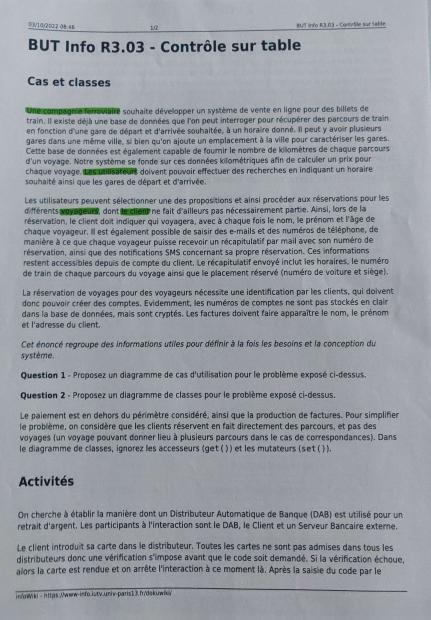 03/10/2022 08:46 1/2 BUT Info R3.03 - Contrôle sur table
BUT Info R3.03 - Contrôle sur table
Cas et classes
Une compagnie ferroviaire souhaite développer un système de vente en ligne pour des billets de
train. Il existe déjà une base de données que l'on peut interroger pour récupérer des parcours de train
en fonction d'une gare de départ et d'arrivée souhaitée, à un horaire donné. Il peut y avoir plusieurs
gares dans une même ville, si bien qu'on ajoute un emplacement à la ville pour caractériser les gares.
Cette base de données est également capable de fournir le nombre de kilomètres de chaque parcours
d'un voyage. Notre système se fonde sur ces données kilométriques afin de calculer un prix pour
chaque voyage. Les utilisateurs doivent pouvoir effectuer des recherches en indiquant un horaire
souhaité ainsi que les gares de départ et d'arrivée.
Les utilisateurs peuvent sélectionner une des propositions et ainsi procéder aux réservations pour les
différents voyageurs, dont le client ne fait d'ailleurs pas nécessairement partie. Ainsi, lors de la
réservation, le client doit indiquer qui voyagera, avec à chaque fois le nom, le prénom et l'âge de
chaque voyageur. Il est également possible de saisir des e-mails et des numéros de téléphone, de
manière à ce que chaque voyageur puisse recevoir un récapitulatif par mail avec son numéro de
réservation, ainsi que des notifications SMS concernant sa propre réservation. Ces informations
restent accessibles depuis de compte du client. Le récapitulatif envoyé inclut les horaires, le numéro
de train de chaque parcours du voyage ainsi que le placement réservé (numéro de voiture et siège).
La réservation de voyages pour des voyageurs nécessite une identification par les clients, qui doivent
donc pouvoir créer des comptes. Evidemment, les numéros de comptes ne sont pas stockés en clair
dans la base de données, mais sont cryptés. Les factures doivent faire apparaître le nom, le prénom
et l'adresse du client.
Cet énoncé regroupe des informations utiles pour définir à la fois les besoins et la conception du
système.
Question 1 - Proposez un diagramme de cas d'utilisation pour le problème exposé ci-dessus.
Question 2 - Proposez un diagramme de classes pour le problème exposé ci-dessus.
Le paiement est en dehors du périmètre considéré, ainsi que la production de factures. Pour simplifier
le problème, on considère que les clients réservent en fait directement des parcours, et pas des
voyages (un voyage pouvant donner lieu à plusieurs parcours dans le cas de correspondances). Dans
le diagramme de classes, ignorez les accesseurs (get()) et les mutateurs (set()).
Activités
On cherche à établir la manière dont un Distributeur Automatique de Banque (DAB) est utilisé pour un
retrait d'argent. Les participants à l'interaction sont le DAB, le Client et un Serveur Bancaire externe.
Le client introduit sa carte dans le distributeur. Toutes les cartes ne sont pas admises dans tous les
distributeurs donc une vérification s'impose avant que le code soit demandé. Si la vérification échoue,
alors la carte est rendue et on arrête l'interaction à ce moment là. Après la saisie du code par le
InfoWiki - https://www-info.iutv.univ-paris13.fr/dokuwiki/